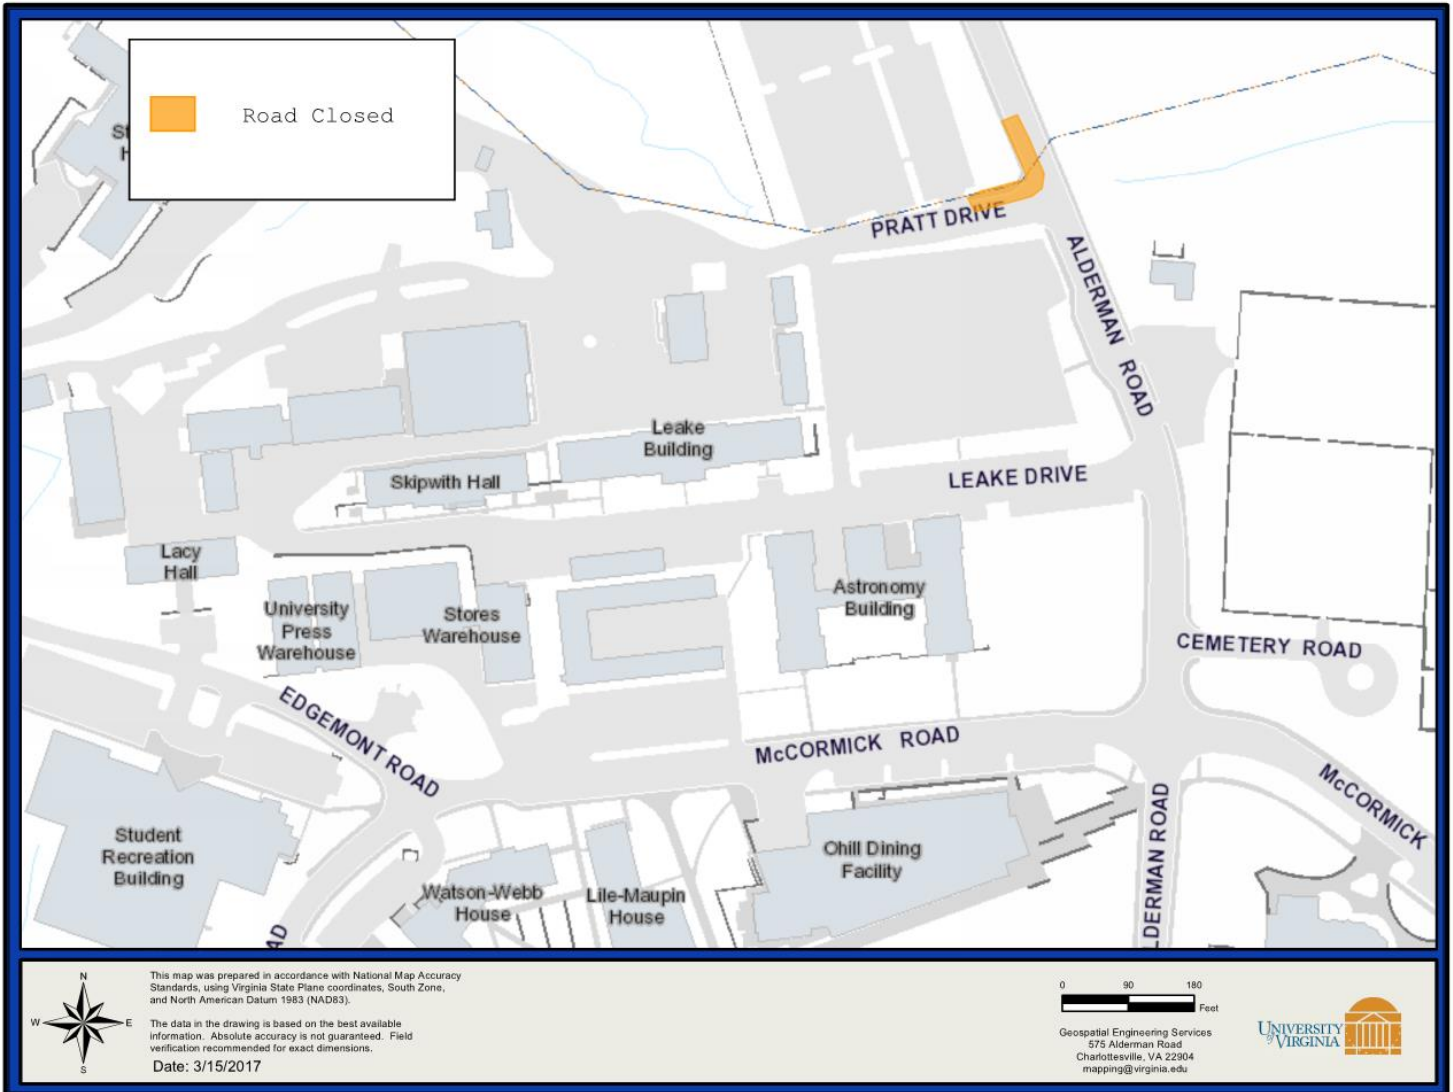 Road Closed
PRATT DRIVE
ALDERMAN ROAD
Leake
Building
Skipwith Hall
LEAKE DRIVE
Lacy
Hall
University
Press
Warehouse
Stores
Warehouse
Astronomy
Building
CEMETERY ROAD
EDGEMONT ROAD
McCORMICK ROAD
McCORMICK
Student
Recreation
Building
Ohill Dining
Facility
Watson-Webb
House
Lile-Maupin
House
LDERMAN ROAD
AD
N
W
E
S
This map was prepared in accordance with National Map Accuracy
Standards, using Virginia State Plane coordinates, South Zone,
and North American Datum 1983 (NAD83).
The data in the drawing is based on the best available
information. Absolute accuracy is not guaranteed. Field
verification recommended for exact dimensions.
Date: 3/15/2017
0 90 180
Feet
Geospatial Engineering Services
575 Alderman Road
Charlottesville, VA 22904
mapping@virginia.edu
UNIVERSITY
of VIRGINIA